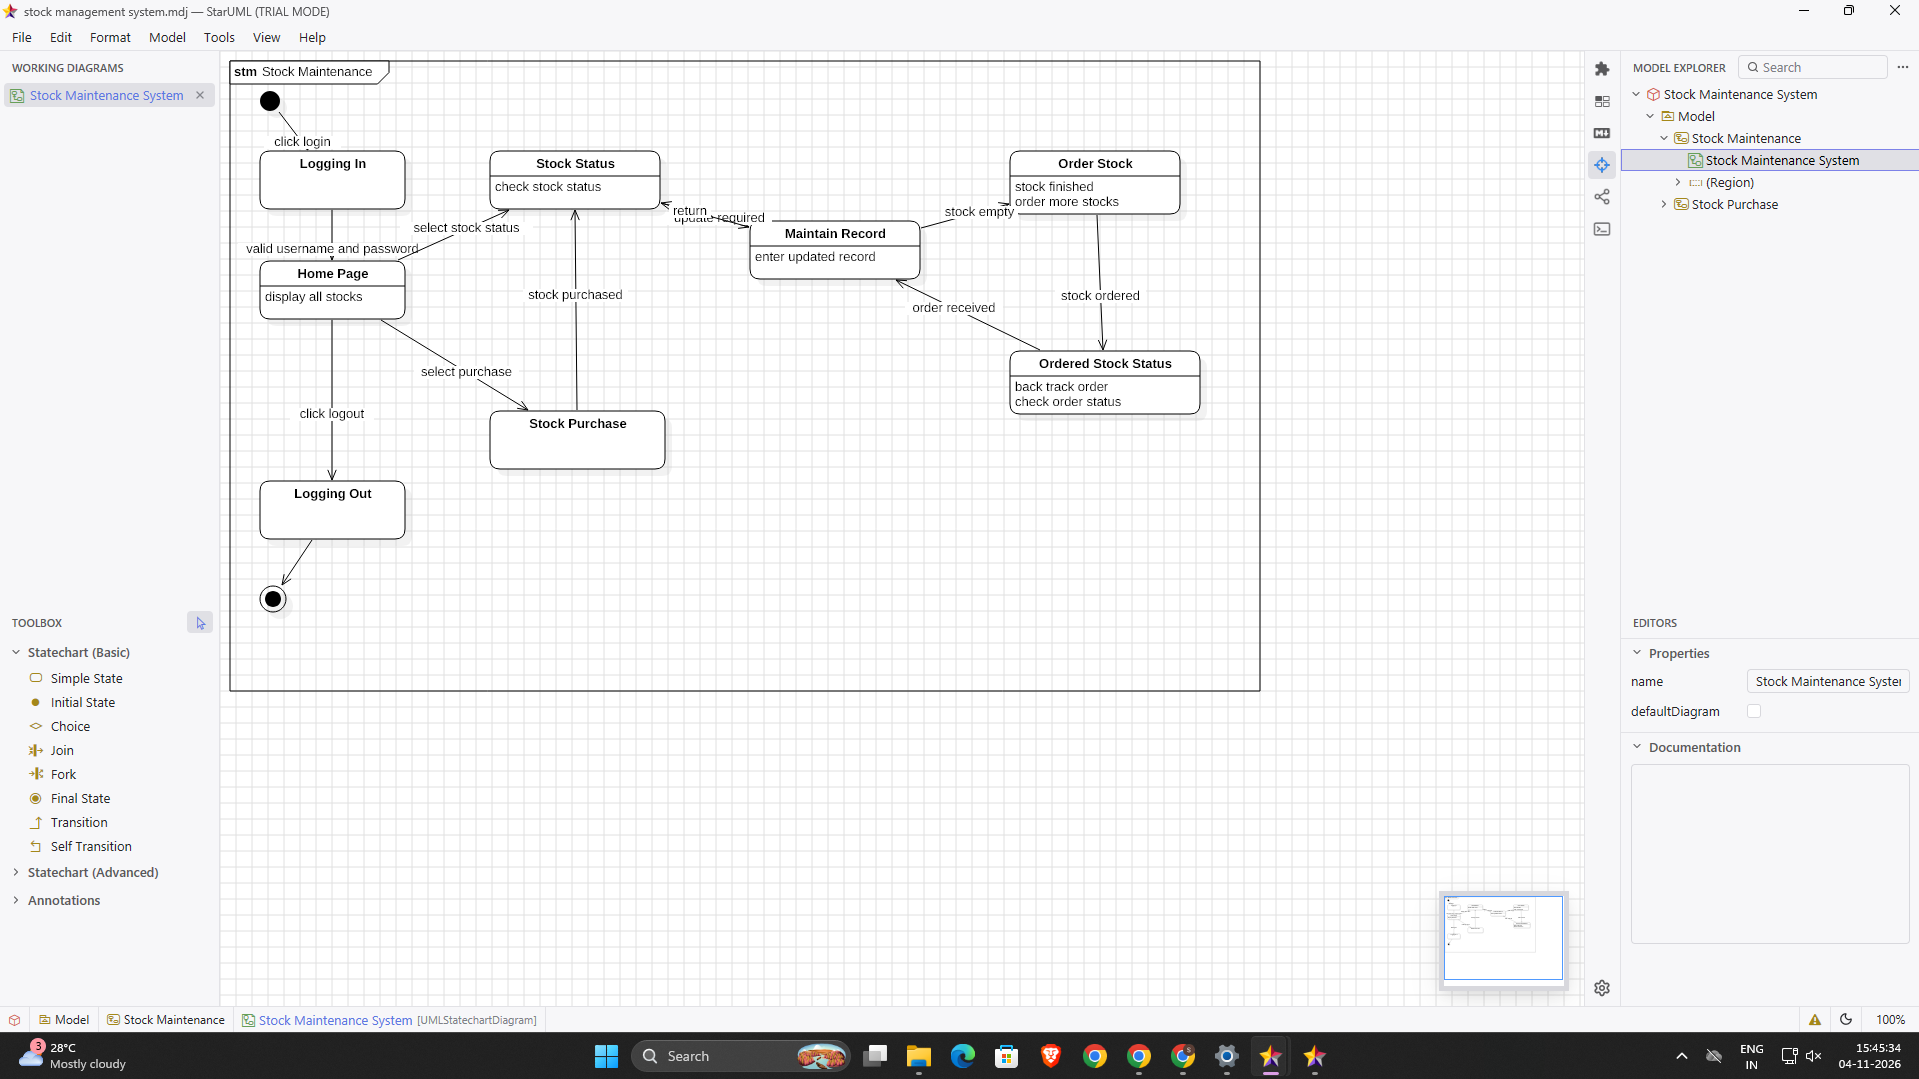 stock management system.mdj — StarUML (TRIAL MODE)
File Edit Format Model Tools View Help
WORKING DIAGRAMS
Stock Maintenance System
stm Stock Maintenance
click login
Logging In
Stock Status
check stock status
Order Stock
stock finished
order more stocks
return
update required
stock empty
select stock status
Maintain Record
enter updated record
valid username and password
Home Page
display all stocks
stock purchased
stock ordered
order received
select purchase
Ordered Stock Status
back track order
check order status
click logout
Stock Purchase
Logging Out
TOOLBOX
Statechart (Basic)
Simple State
Initial State
Choice
Join
Fork
Final State
Transition
Self Transition
Statechart (Advanced)
Annotations
MODEL EXPLORER
Search
Stock Maintenance System
Model
Stock Maintenance
Stock Maintenance System
(Region)
Stock Purchase
EDITORS
Properties
name Stock Maintenance System
defaultDiagram
Documentation
Model Stock Maintenance Stock Maintenance System [UMLStatechartDiagram]
100%
3
28°C
Mostly cloudy
Search
ENG
IN
15:45:34
04-11-2026